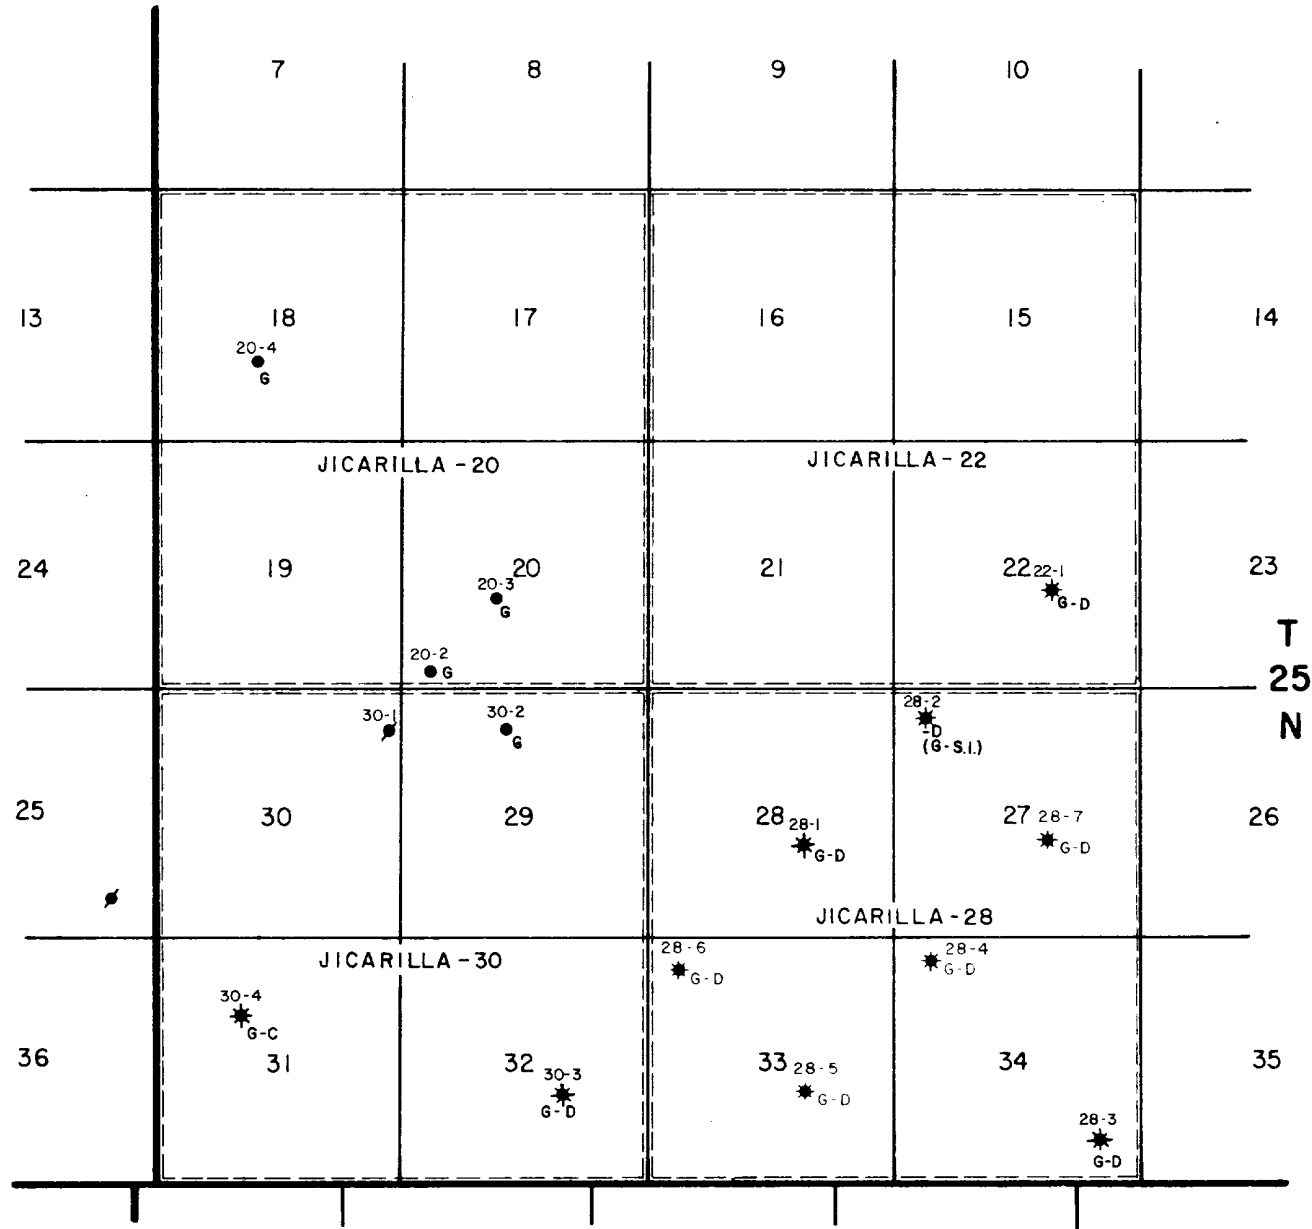 7
8
9
10
13
18
17
16
15
14
20-4
G
JICARILLA - 20
JICARILLA - 22
24
19
20
21
22
22-1
G-D
23
20-3
G
T
25
N
20-2
G
30-1
30-2
G
28-2
-D
(G-S.I.)
25
30
29
28
28-1
G-D
27
28-7
G-D
26
JICARILLA - 28
JICARILLA - 30
28-6
G-D
28-4
G-D
30-4
G-C
36
31
32
30-3
G-D
33
28-5
G-D
34
35
28-3
G-D